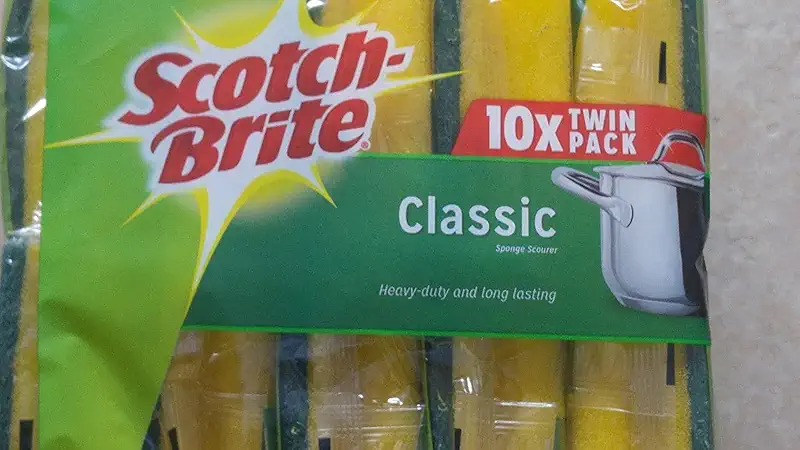 Scotch-
Brite
10x TWIN
PACK
Classic
Sponge Scourer
Heavy-duty and long lasting